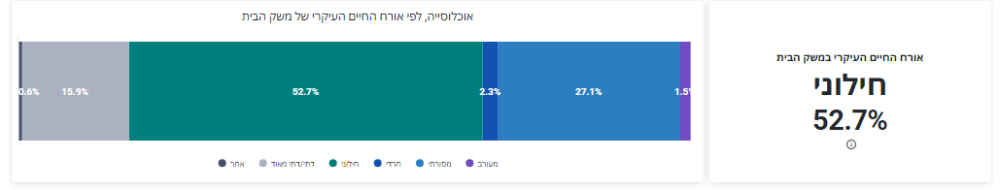 אוכלוסייה, לפי אורח החיים העיקרי של משק הבית
0.6% 15.9% 52.7% 2.3% 27.1% 1.5%
מעורב מסורתי חרדי חילוני דתי/דתי מאוד אחר
אורח החיים העיקרי במשק הבית
חילוני
52.7%